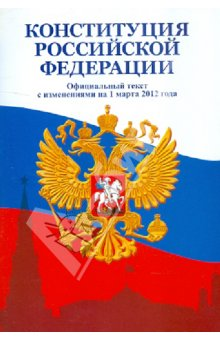 КОНСТИТУЦИЯ
РОССИЙСКОЙ
ФЕДЕРАЦИИ
Официальный текст
с изменениями на 1 марта 2012 года